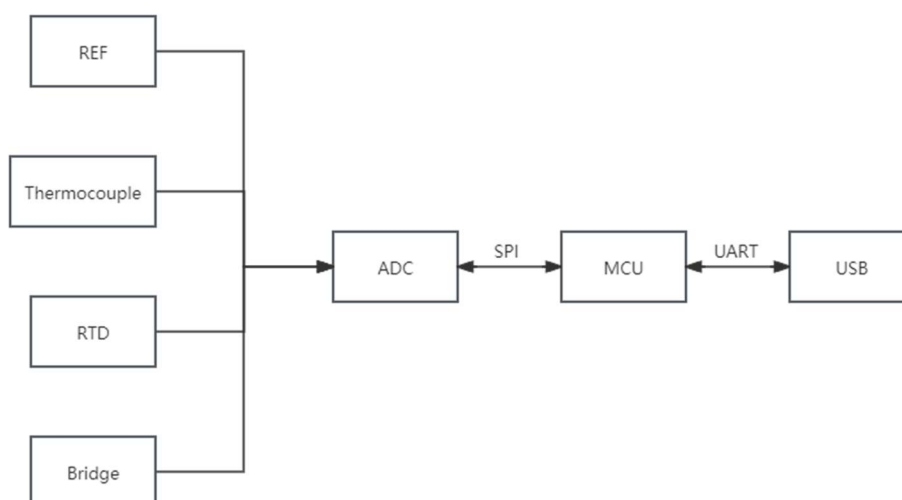 REF
Thermocouple
RTD
Bridge
ADC
SPI
MCU
UART
USB